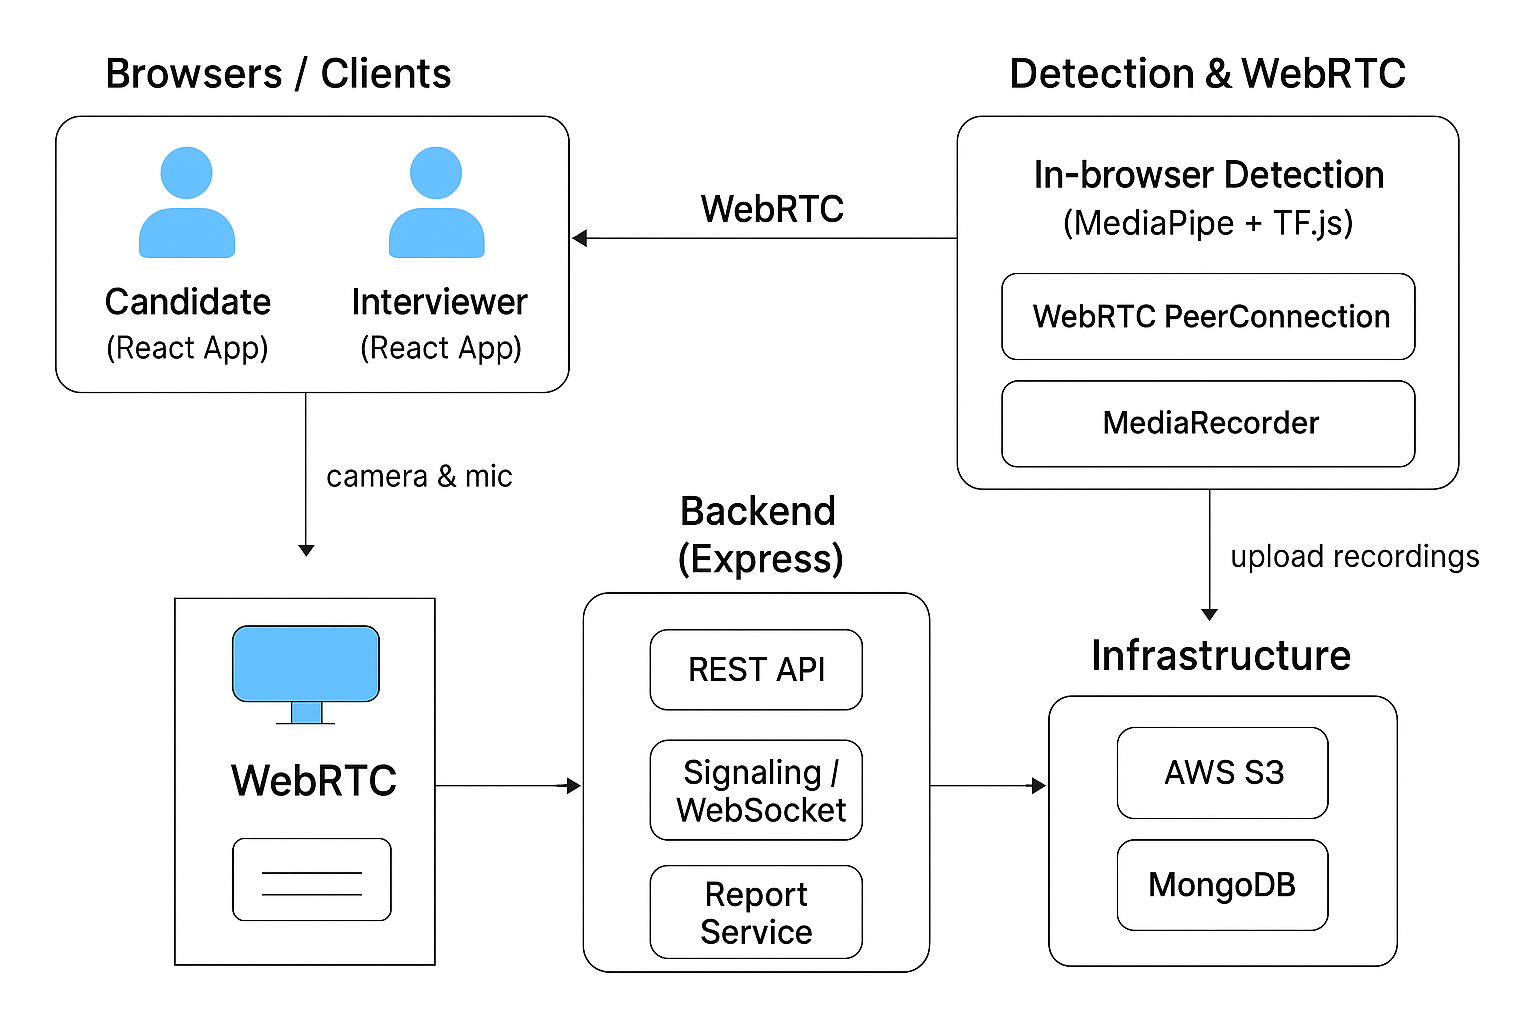 Browsers / Clients
Candidate
(React App)
Interviewer
(React App)
WebRTC
Detection & WebRTC
In-browser Detection
(MediaPipe + TF.js)
WebRTC PeerConnection
MediaRecorder
camera & mic
upload recordings
WebRTC
Backend
(Express)
REST API
Signaling /
WebSocket
Report
Service
Infrastructure
AWS S3
MongoDB